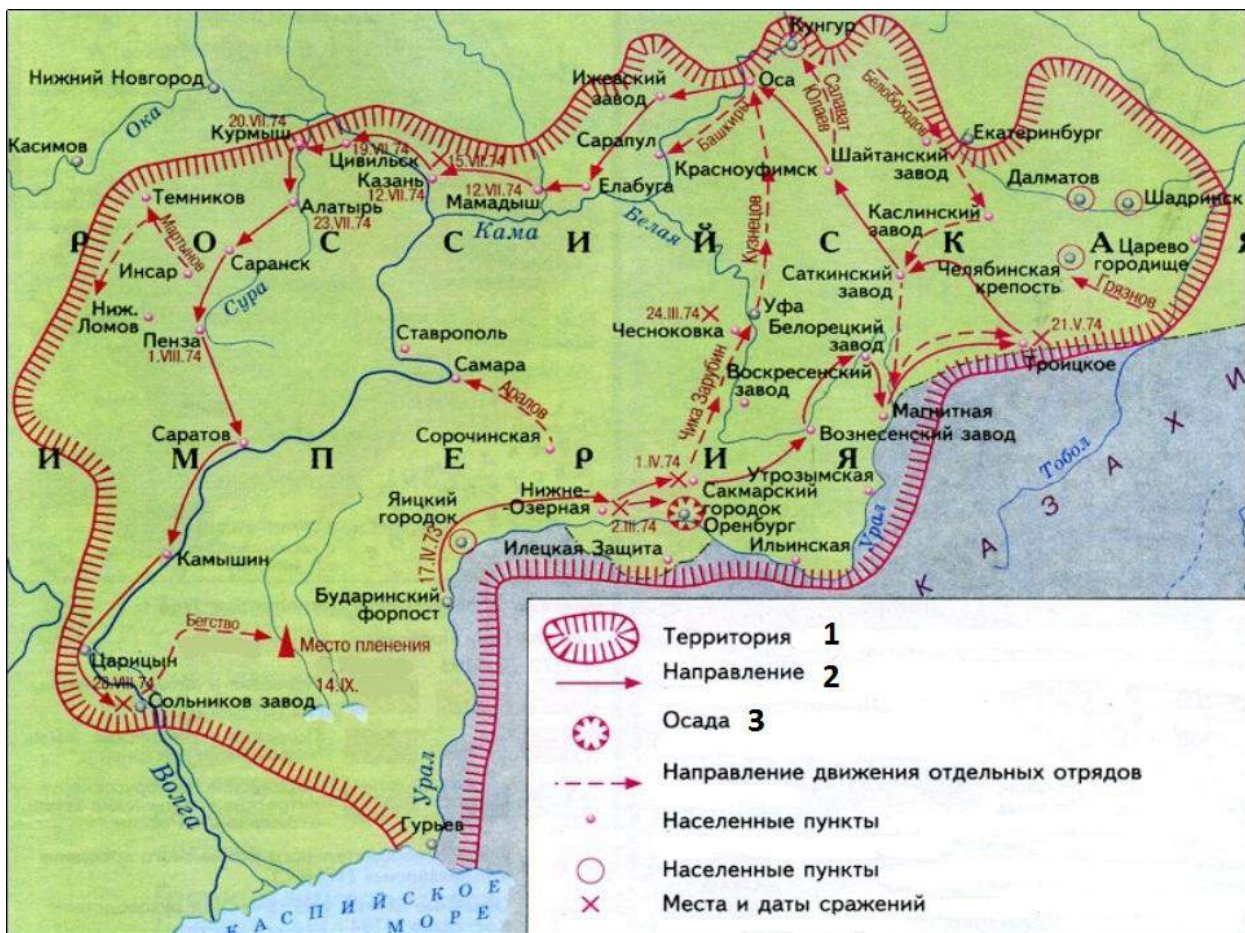 Кунгур
Нижний Новгород
Ижевский
завод
Оса
Ока
20.VII.74
Курмыш
Касимов
19.VII.74
Цивильск
15.VII.74
Казань
12.VII.74
12.VII.74
Мамадыш
Сарапул
Башкиры
Салават
Юлаев
Белобородов
Екатеринбург
Красноуфимск
Шайтанский
завод
Далматов
Шадринск
Елабуга
Темников
Алатырь
23.VII.74
Кама
Белая
Каслинский
завод
РОССИЙСКАЯ
Мартынов
Инсар
Саранск
Сура
Кузнецов
Саткинский
завод
Челябинская
крепость
Царево
городище
Грязнов
Ниж.
Ломов
Пенза
1.VIII.74
Ставрополь
24.III.74
Чесноковка
Уфа
Белорецкий
завод
21.V.74
Троицкое
Самара
Аралов
Чика Зарубин
Воскресенский
завод
Магнитная
Саратов
Сорочинская
Вознесенский завод
ИМПЕРИЯ
КАЗАХИ
Тобол
1.IV.74
Утрозымская
Яицкий
городок
Нижне-
Озерная
Сакмарский
городок
2.III.74
Оренбург
Урал
17.IV.73
Илецкая Защита
Ильинская
Камышин
Бударинский
форпост
Бегство
Место пленения
Царицын
14.IX.
Сольников завод
Волга
Урал
Гурьев
КАСПИЙСКОЕ
МОРЕ
Территория 1
Направление 2
Осада 3
Направление движения отдельных отрядов
Населенные пункты
Населенные пункты
Места и даты сражений